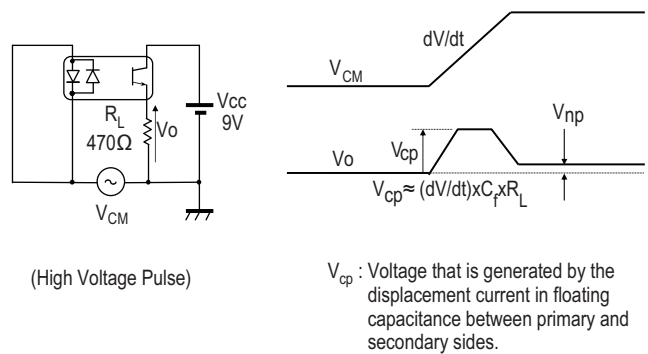 dV/dt
V_CM
V_np
V_cp
Vo
V_cp≈ (dV/dt)xC_fxR_L
Vcc
9V
R_L
470Ω
Vo
~
V_CM
(High Voltage Pulse)
V_cp : Voltage that is generated by the
displacement current in floating
capacitance between primary and
secondary sides.